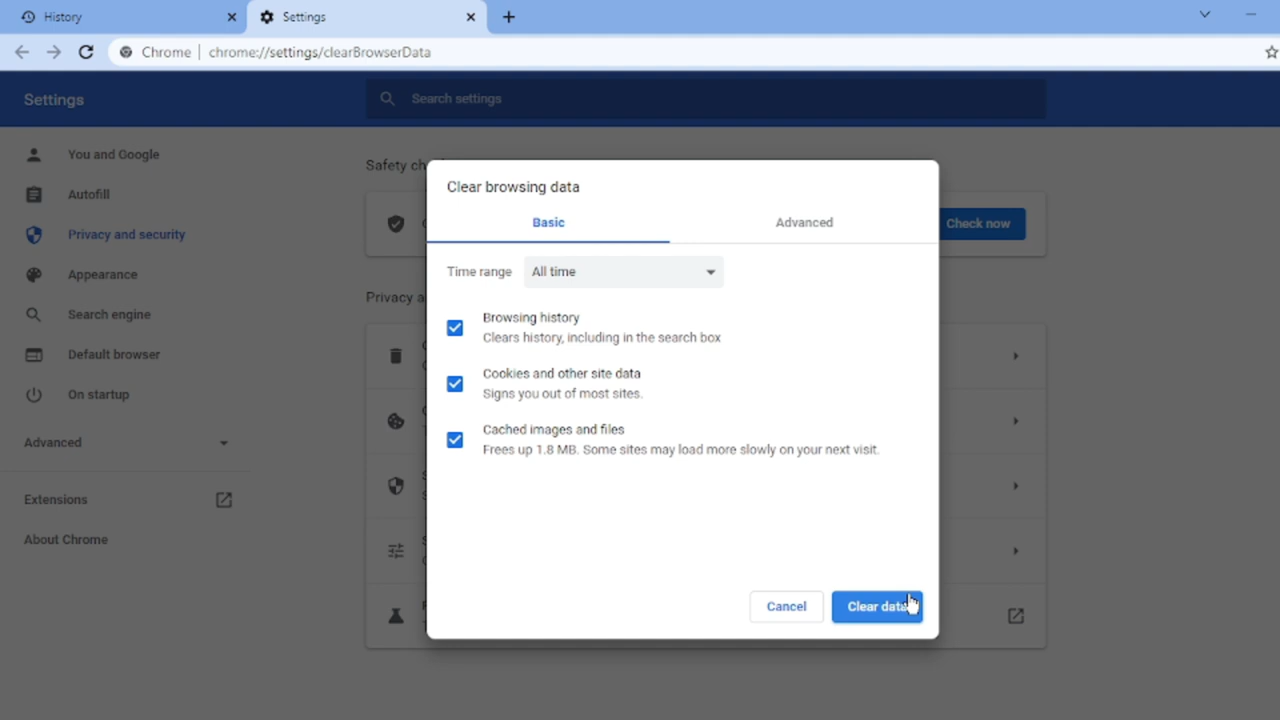 History
Settings
Chrome | chrome://settings/clearBrowserData
Settings
Search settings
You and Google
Autofill
Privacy and security
Appearance
Search engine
Default browser
On startup
Advanced
Extensions
About Chrome
Safety ch
Check now
Privacy a
Clear browsing data
Basic
Advanced
Time range
All time
Browsing history
Clears history, including in the search box
Cookies and other site data
Signs you out of most sites.
Cached images and files
Frees up 1.8 MB. Some sites may load more slowly on your next visit.
Cancel
Clear data